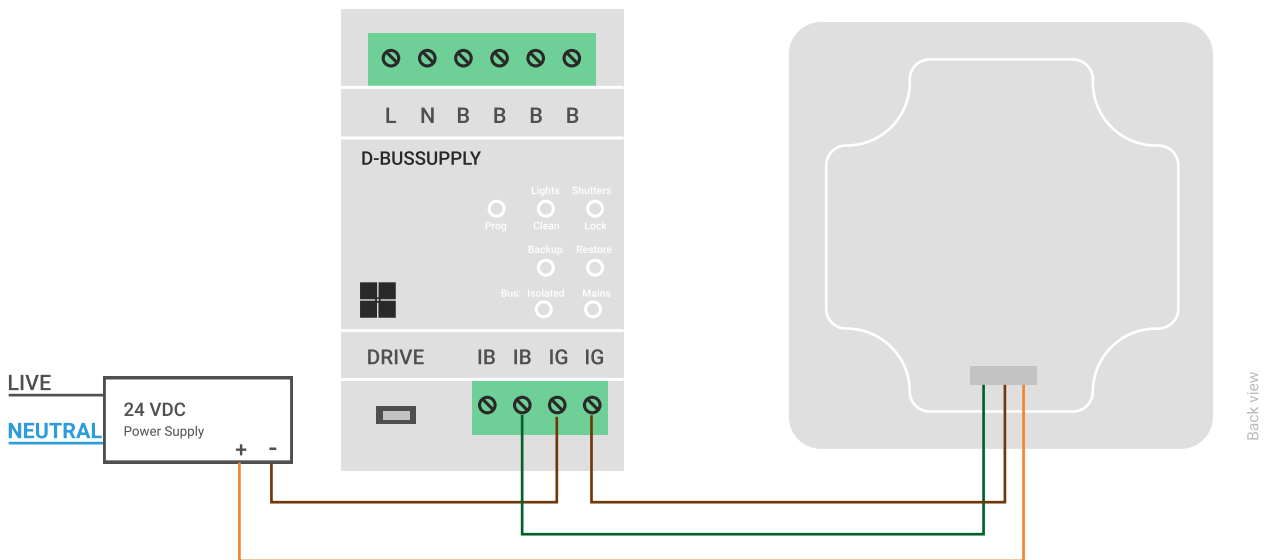 L N B B B B
D-BUSSUPPLY
Lights Shutters
Prog Clean Lock
Backup Restore
Bus: Isolated Mains
DRIVE IB IB IG IG
LIVE
NEUTRAL
24 VDC
Power Supply
+ -
Back view